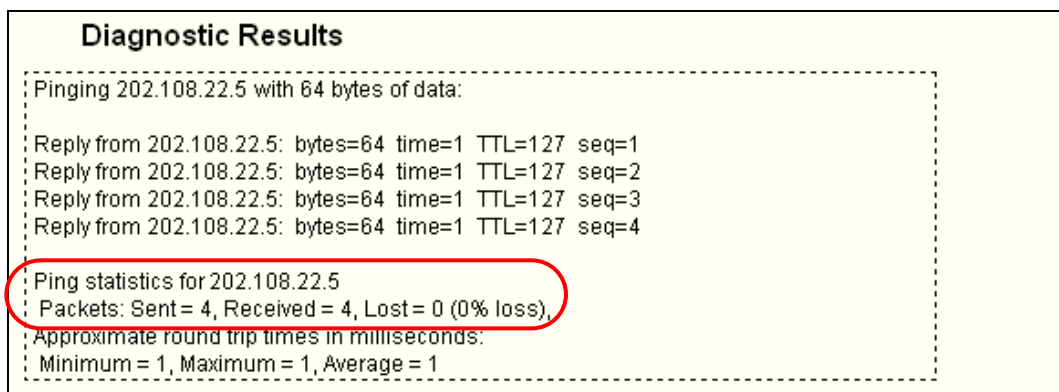 Diagnostic Results
Pinging 202.108.22.5 with 64 bytes of data:
Reply from 202.108.22.5: bytes=64 time=1 TTL=127 seq=1
Reply from 202.108.22.5: bytes=64 time=1 TTL=127 seq=2
Reply from 202.108.22.5: bytes=64 time=1 TTL=127 seq=3
Reply from 202.108.22.5: bytes=64 time=1 TTL=127 seq=4
Ping statistics for 202.108.22.5
Packets: Sent = 4, Received = 4, Lost = 0 (0% loss),
Approximate round trip times in milliseconds:
Minimum = 1, Maximum = 1, Average = 1